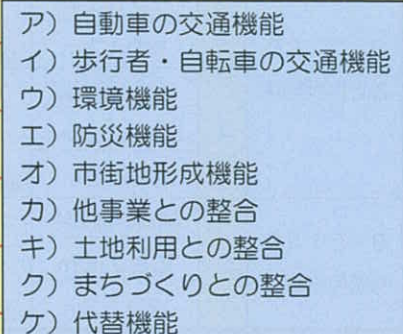 ア）自動車の交通機能
イ）歩行者・自転車の交通機能
ウ）環境機能
エ）防災機能
オ）市街地形成機能
カ）他事業との整合
キ）土地利用との整合
ク）まちづくりとの整合
ケ）代替機能